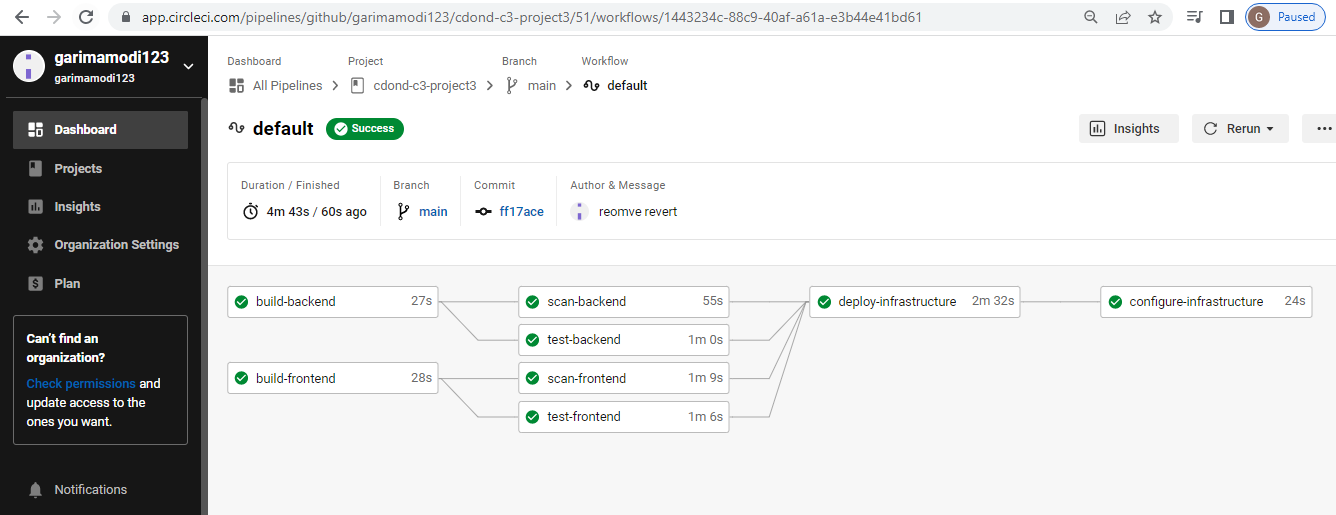 app.circleci.com/pipelines/github/garimamodi123/cdond-c3-project3/51/workflows/1443234c-88c9-40af-a61a-e3b44e41bd61
G Paused
garimamodi123
garimamodi123
Dashboard
Projects
Insights
Organization Settings
Plan
Can't find an
organization?
Check permissions and
update access to the
ones you want.
Notifications
Dashboard Project Branch Workflow
All Pipelines cdond-c3-project3 main default
default Success Insights Rerun
Duration / Finished Branch Commit Author & Message
4m 43s / 60s ago main ff17ace reomve revert
build-backend 27s scan-backend 55s deploy-infrastructure 2m 32s configure-infrastructure 24s
test-backend 1m 0s
build-frontend 28s scan-frontend 1m 9s
test-frontend 1m 6s